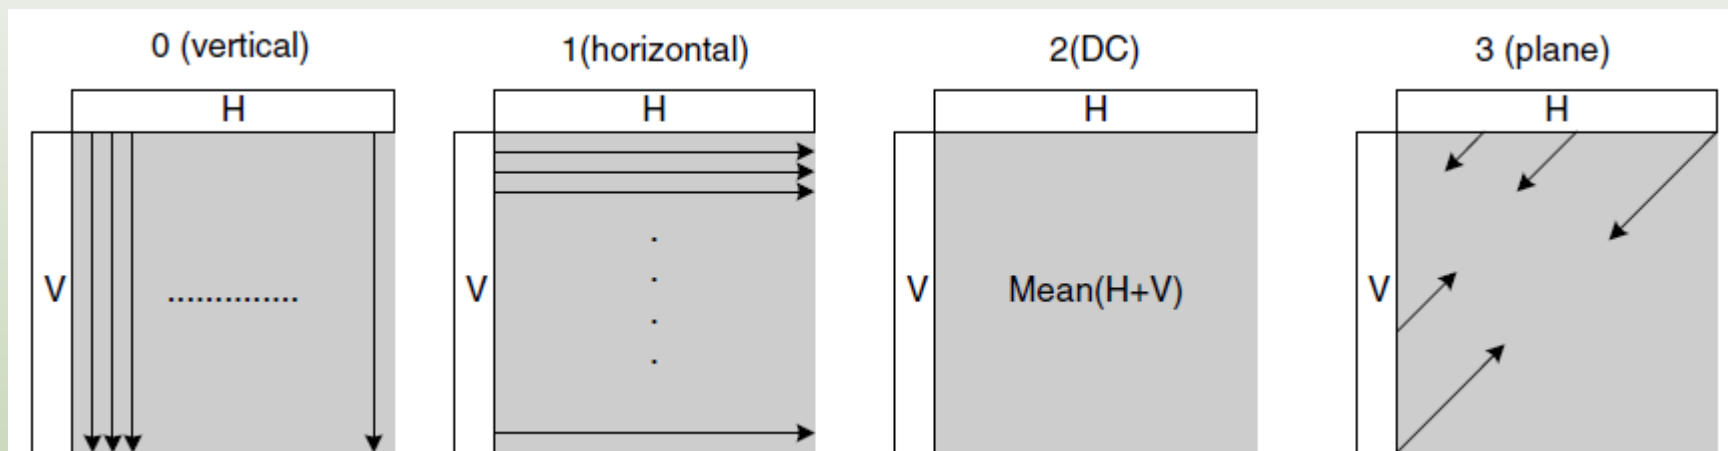 0 (vertical)
1(horizontal)
2(DC)
3 (plane)
H
H
H
H
V
..............
V
.
.
.
.
V
Mean(H+V)
V